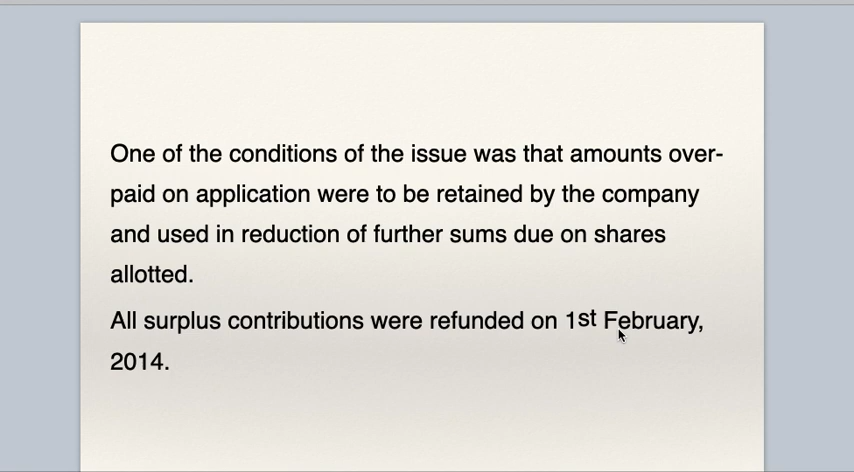 One of the conditions of the issue was that amounts over-
paid on application were to be retained by the company
and used in reduction of further sums due on shares
allotted.
All surplus contributions were refunded on 1st February,
2014.